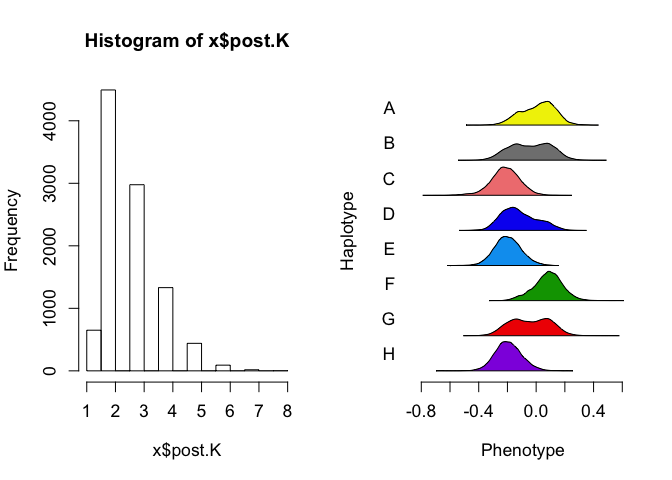 Histogram of x$post.K
Frequency
0
1000
2000
3000
4000
1 2 3 4 5 6 7 8
x$post.K
Haplotype
A
B
C
D
E
F
G
H
-0.8 -0.4 0.0 0.4
Phenotype